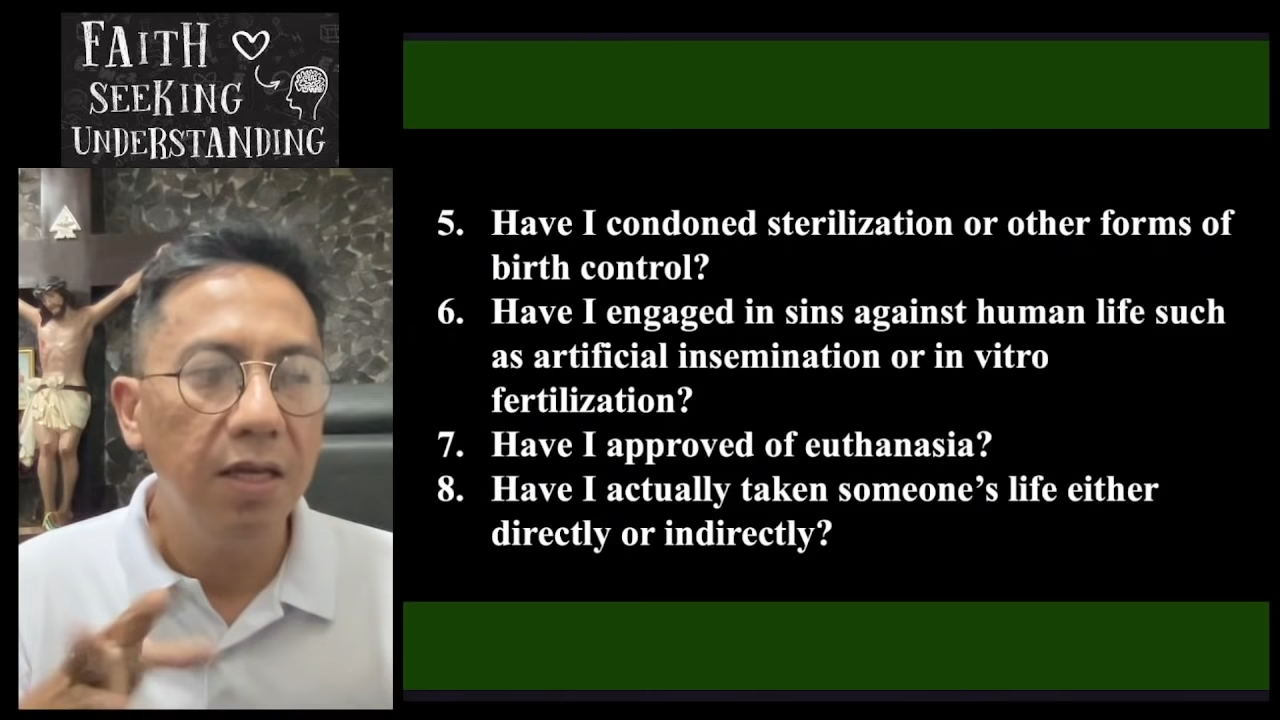 FAITH
SEEKING
UNDERSTANDING
5. Have I condoned sterilization or other forms of
birth control?
6. Have I engaged in sins against human life such
as artificial insemination or in vitro
fertilization?
7. Have I approved of euthanasia?
8. Have I actually taken someone’s life either
directly or indirectly?